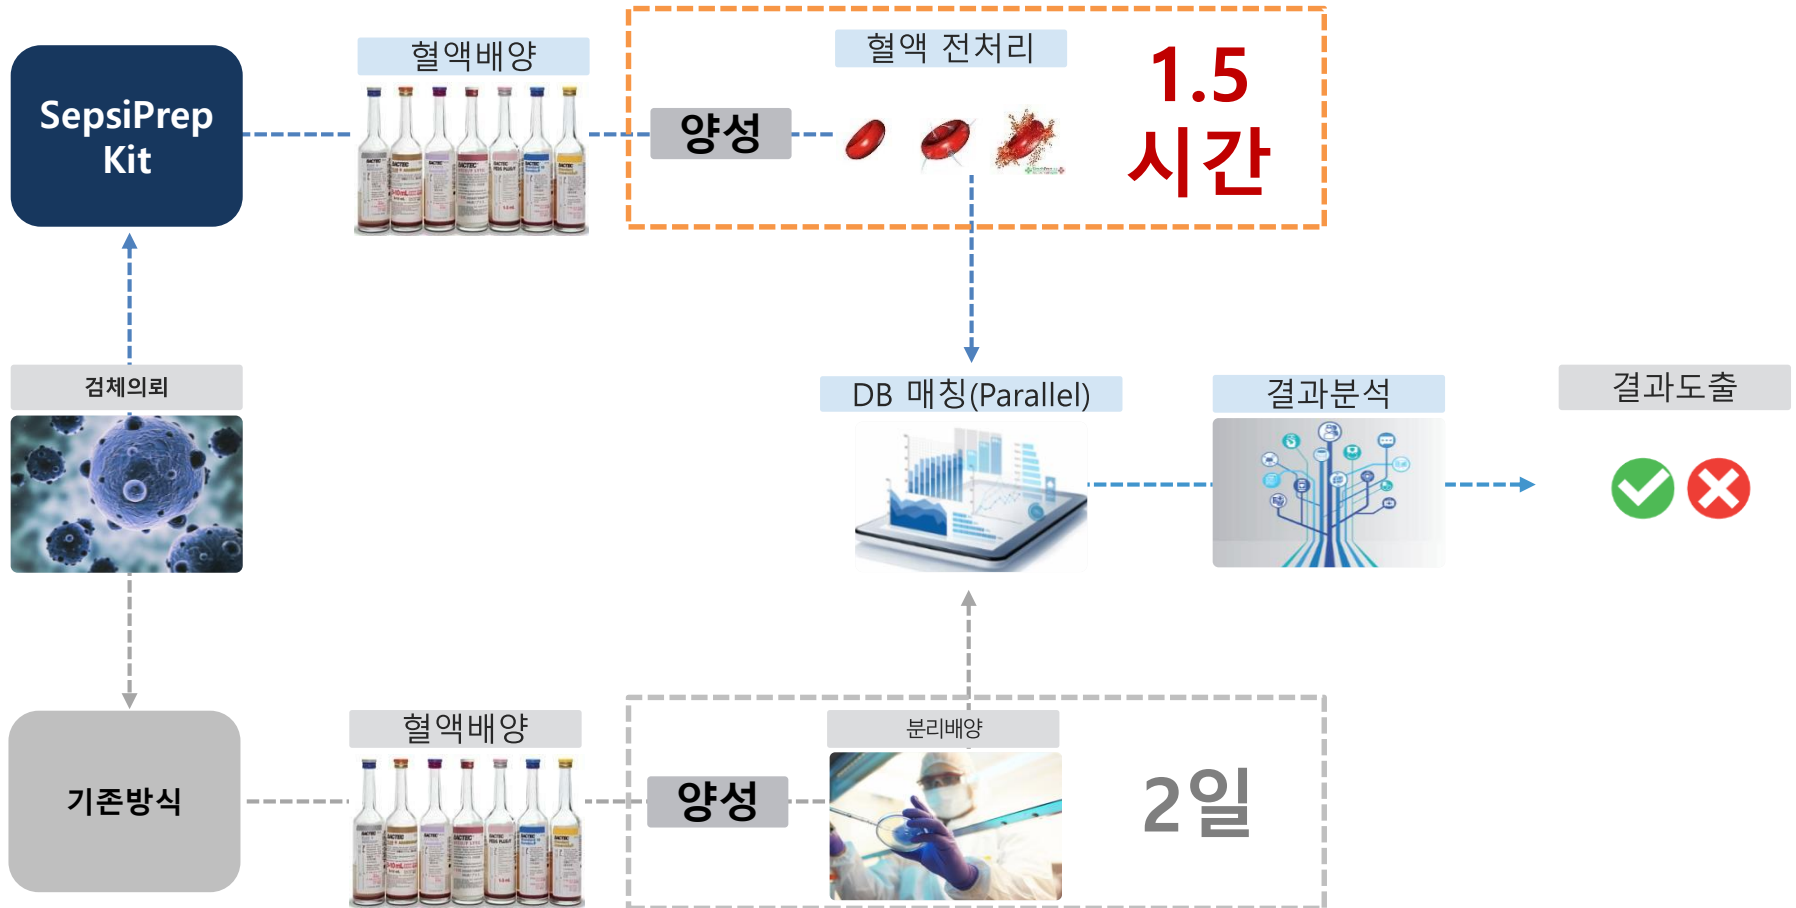 SepsiPrep
Kit
혈액배양
양성
혈액 전처리
1.5
시간
검체의뢰
DB 매칭(Parallel)
결과분석
결과도출
기존방식
혈액배양
양성
분리배양
2일